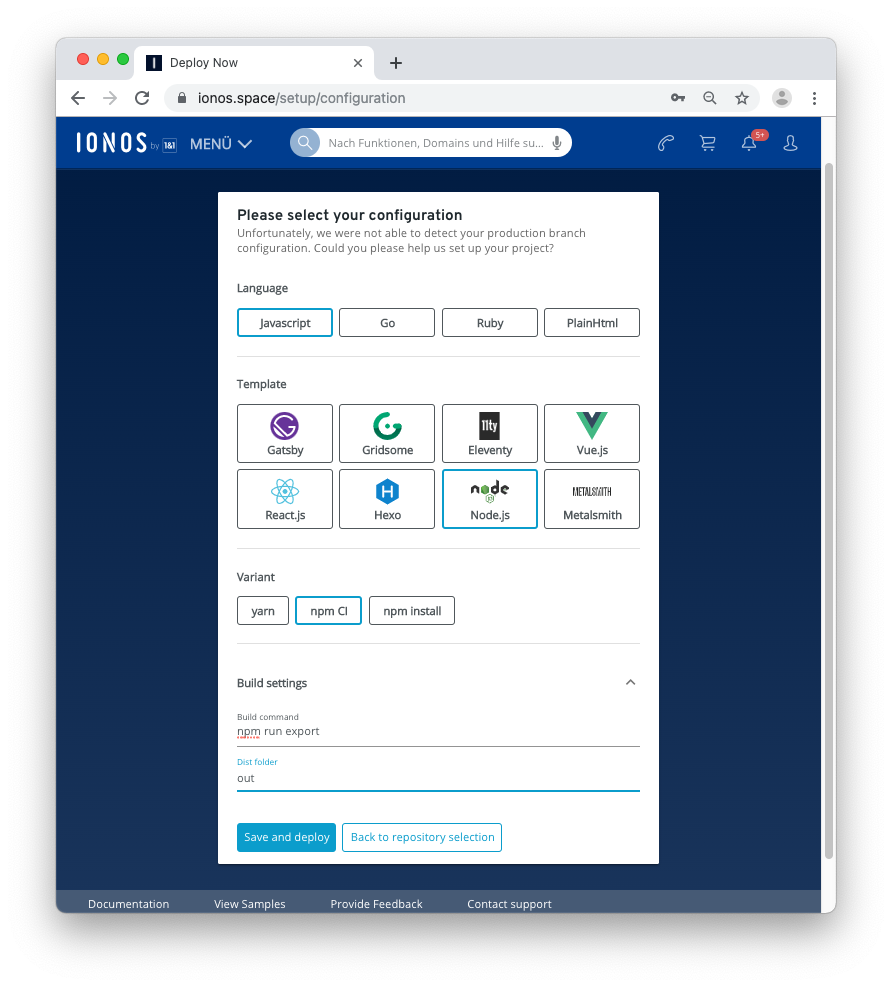 Deploy Now
ionos.space/setup/configuration
IONOS by 1&1 MENÜ Nach Funktionen, Domains und Hilfe su... 5+
Please select your configuration
Unfortunately, we were not able to detect your production branch
configuration. Could you please help us set up your project?
Language
Javascript Go Ruby PlainHtml
Template
11ty
Gatsby Gridsome Eleventy Vue.js
H node JS METALSMITH
React.js Hexo Node.js Metalsmith
Variant
yarn npm CI npm install
Build settings
Build command
npm run export
Dist folder
out
Save and deploy Back to repository selection
Documentation View Samples Provide Feedback Contact support